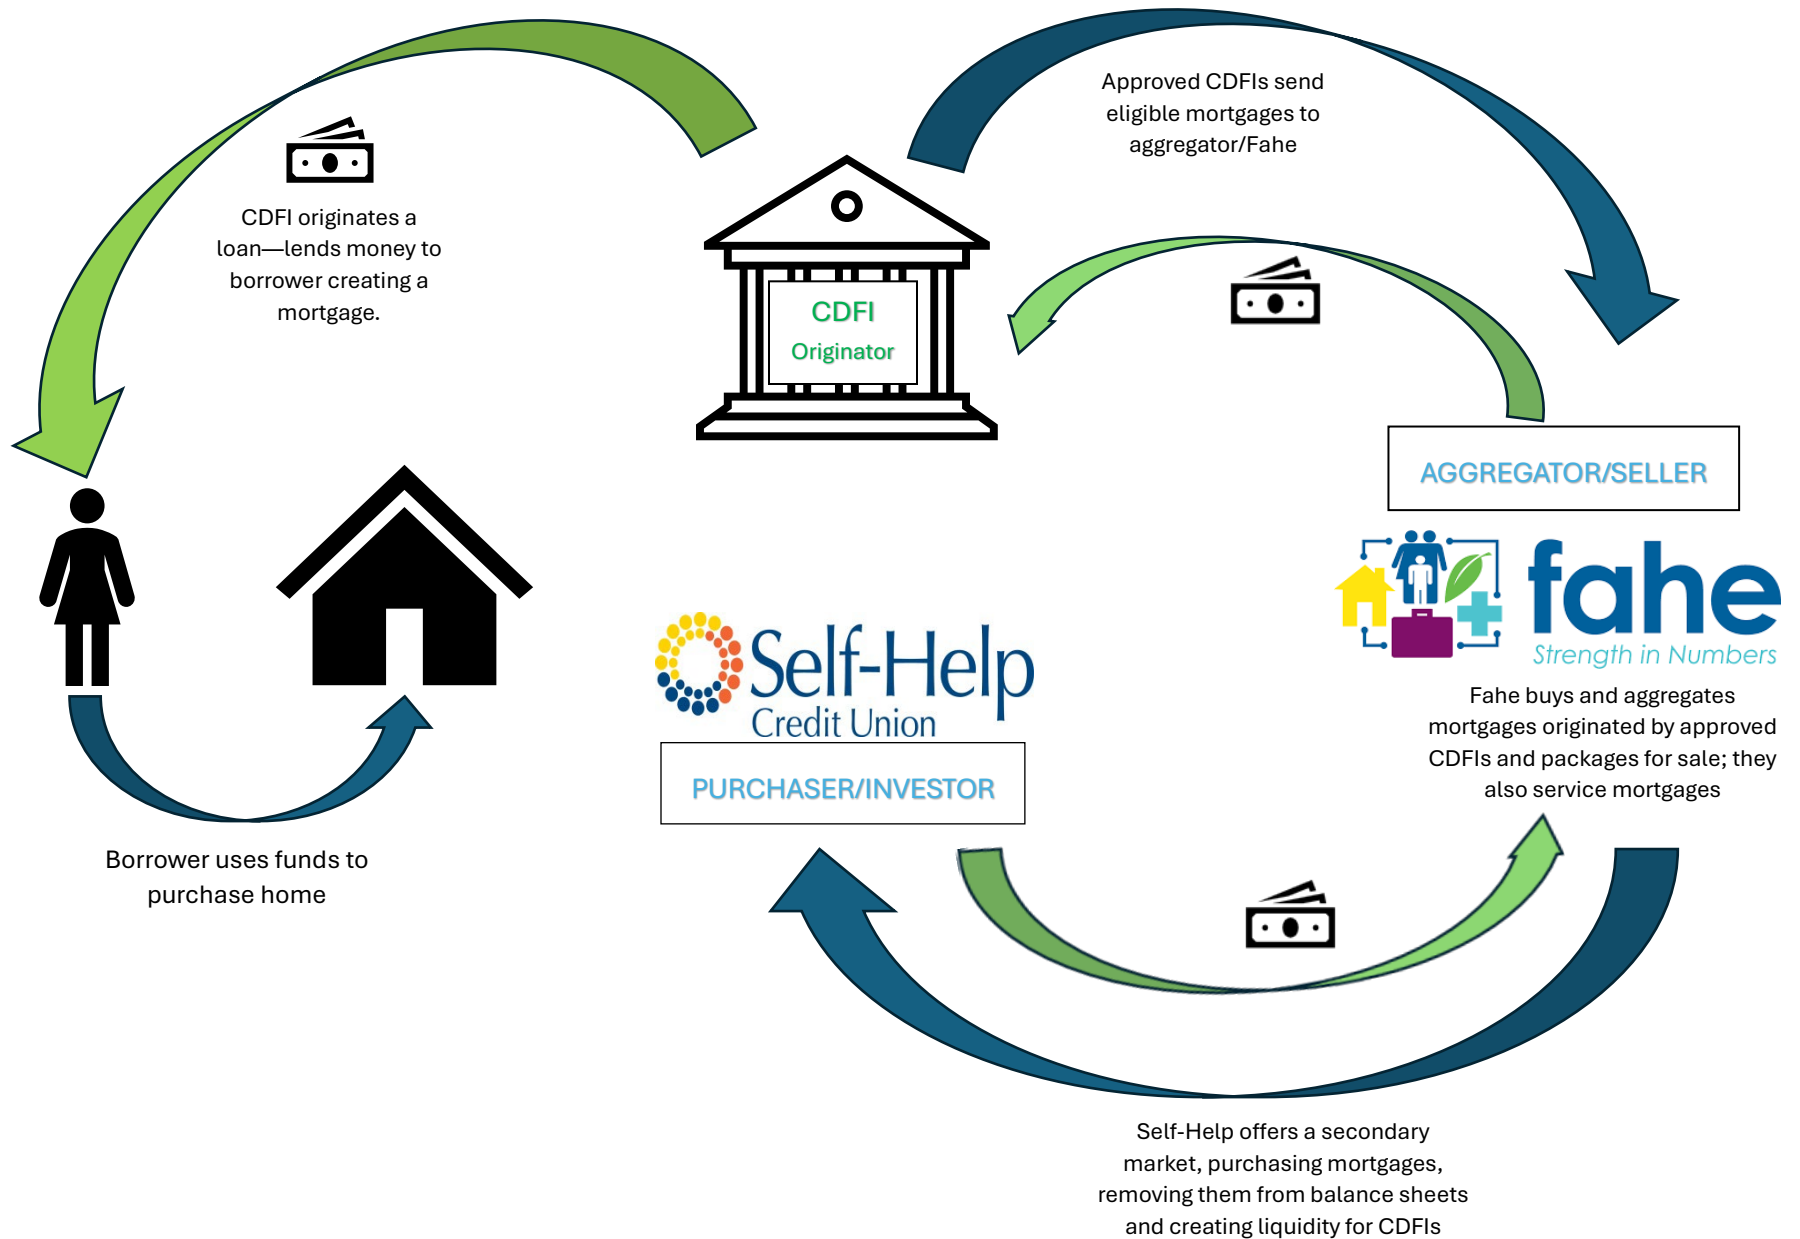 Approved CDFIs send
eligible mortgages to
aggregator/Fahe
CDFI originates a
loan—lends money to
borrower creating a
mortgage.
CDFI
Originator
AGGREGATOR/SELLER
fahe
Strength in Numbers
Fahe buys and aggregates
mortgages originated by approved
CDFIs and packages for sale; they
also service mortgages
Self-Help
Credit Union
PURCHASER/INVESTOR
Borrower uses funds to
purchase home
Self-Help offers a secondary
market, purchasing mortgages,
removing them from balance sheets
and creating liquidity for CDFIs